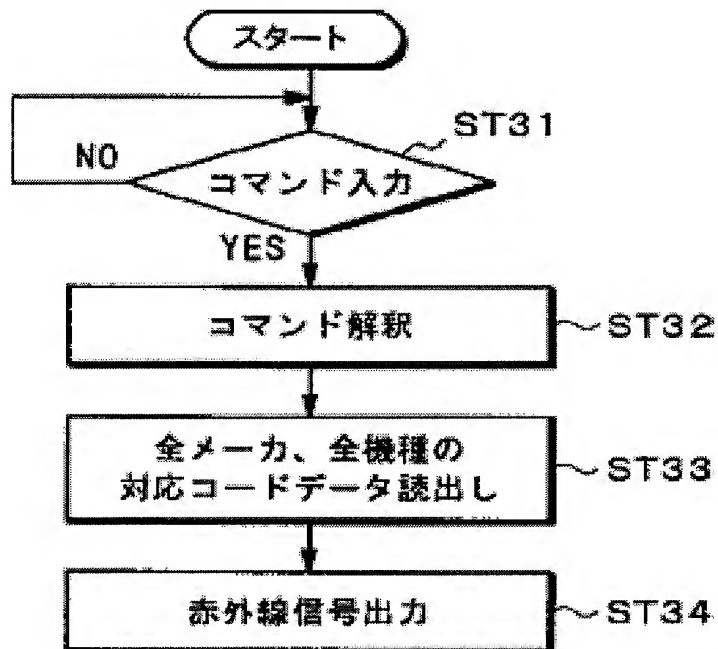 スタート
ST31
NO
コマンド入力
YES
コマンド解釈
ST32
全メーカ、全機種の
対応コードデータ読出し
ST33
赤外線信号出力
ST34